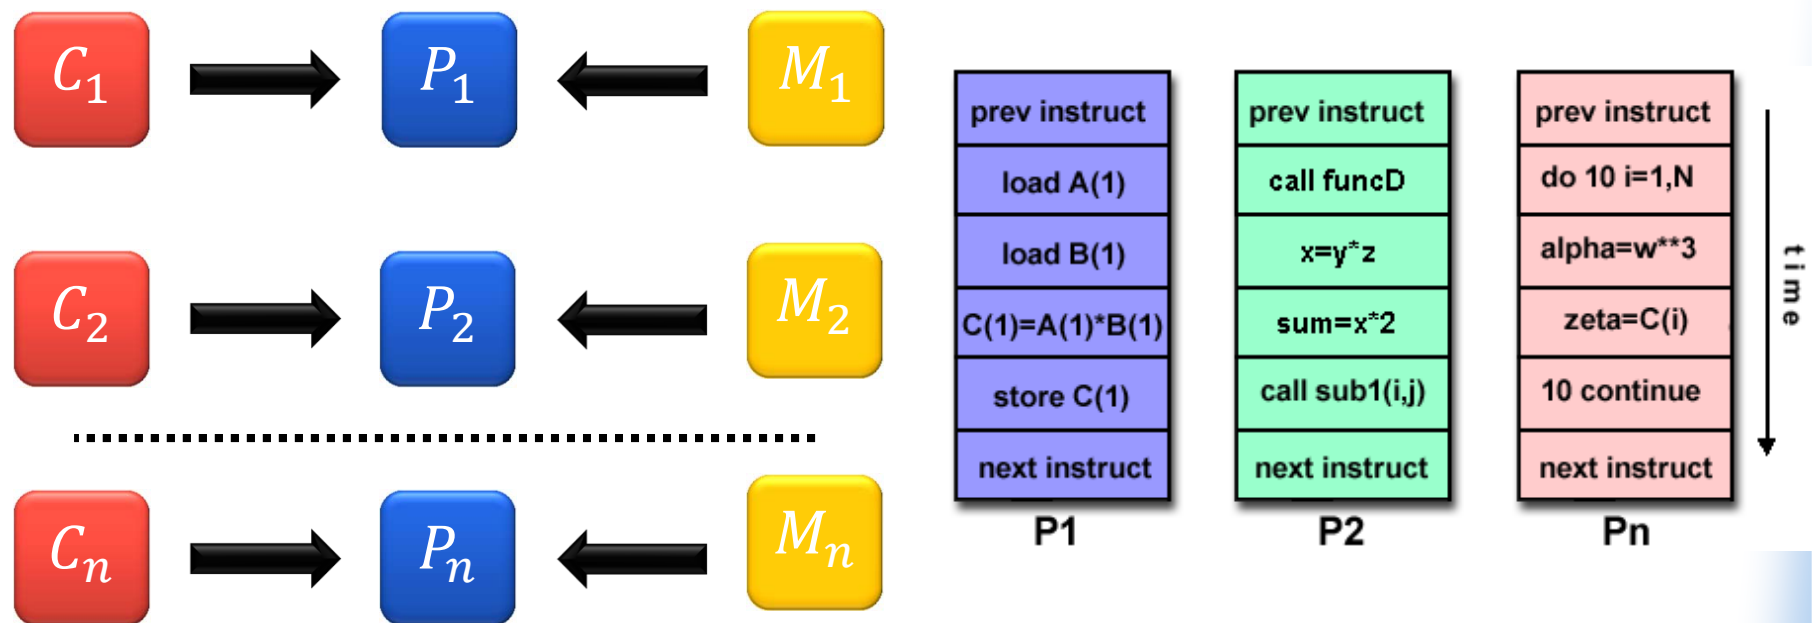 C₁ P₁ M₁
C₂ P₂ M₂
Cₙ Pₙ Mₙ
prev instruct
load A(1)
load B(1)
C(1)=A(1)*B(1)
store C(1)
next instruct
P1
prev instruct
call funcD
x=y*z
sum=x*2
call sub1(i,j)
next instruct
P2
prev instruct
do 10 i=1,N
alpha=w**3
zeta=C(i)
10 continue
next instruct
Pn
time